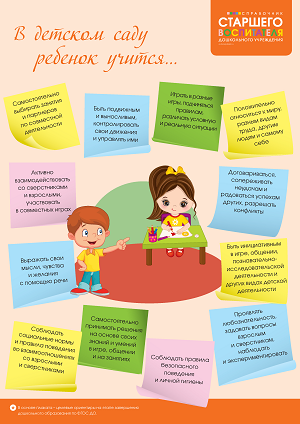 СПРАВОЧНИК
СТАРШЕГО
ВОСПИТАТЕЛЯ
ДОШКОЛЬНОГО УЧРЕЖДЕНИЯ
В детском саду
ребенок учится...
Самостоятельно
выбирать занятия
и партнеров
по совместной
деятельности
Быть подвижным
и выносливым,
контролировать
свои движения
и управлять ими
Играть в разные
игры, подчиняться
правилам,
различать условную
и реальную ситуации
Положительно
относиться к миру,
разным видам
труда, другим
людям и самому
себе
Активно
взаимодействовать
со сверстниками
и взрослыми,
участвовать
в совместных играх
Договариваться,
сопереживать
неудачам и
радоваться успехам
других, разрешать
конфликты
Выражать свои
мысли, чувства
и желания
с помощью речи
Быть инициативным
в игре, общении,
познавательно-
исследовательской
деятельности и
других видах детской
деятельности
Соблюдать
социальные нормы
и правила поведения
во взаимоотношениях
со взрослыми
и сверстниками
Самостоятельно
принимать решения
на основе своих
знаний и умений
в игре, общении
и на занятиях
Соблюдать правила
безопасного
поведения
и личной гигиены
Проявлять
любознательность,
задавать вопросы
взрослым
и сверстникам,
наблюдать
и экспериментировать
В основе плаката – целевые ориентиры на этапе завершения
дошкольного образования по ФГОС ДО